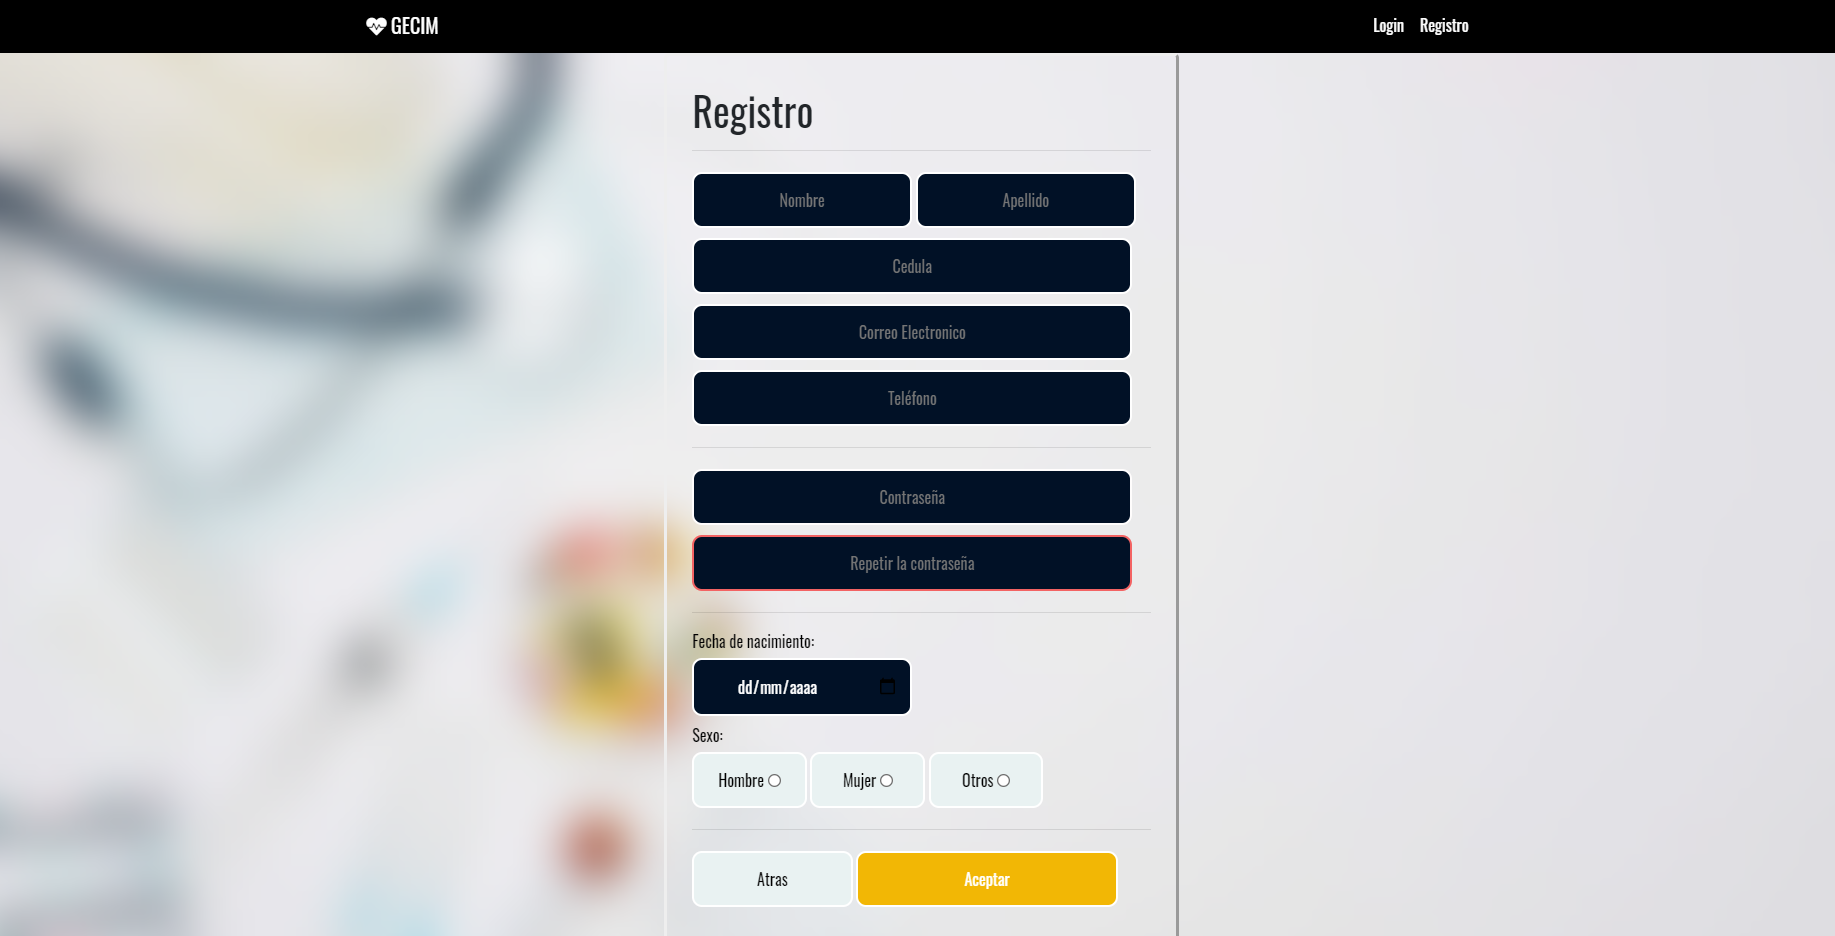 GECIM
Login Registro
Registro
Nombre Apellido
Cedula
Correo Electronico
Teléfono
Contraseña
Repetir la contraseña
Fecha de nacimiento:
dd/mm/aaaa
Sexo:
Hombre Mujer Otros
Atras Aceptar